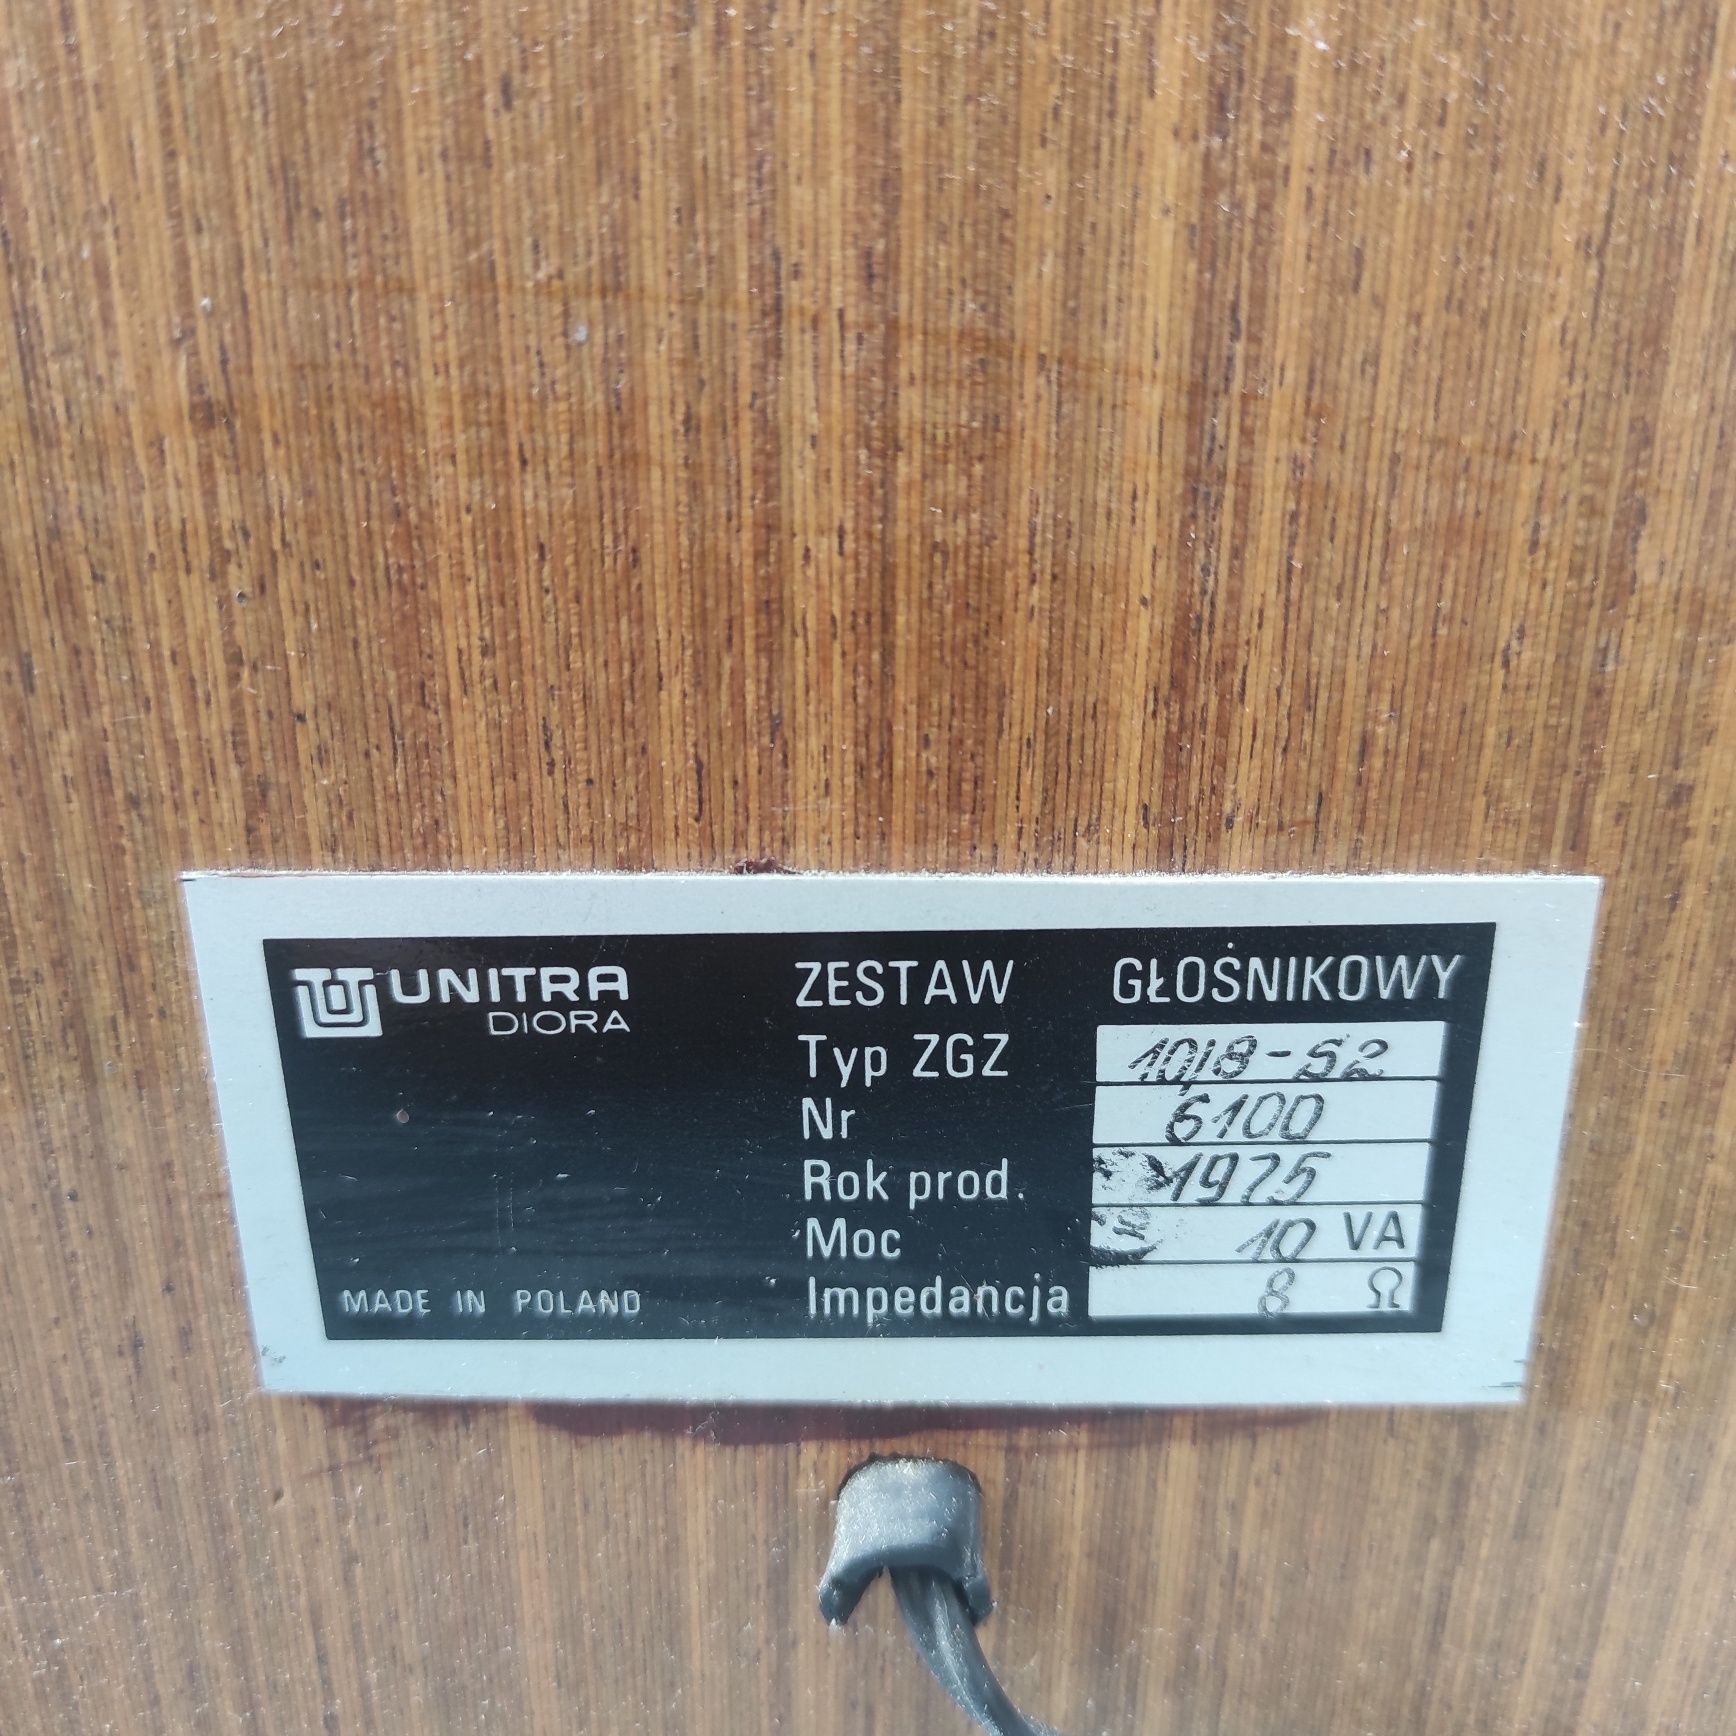 UNITRA
DIORA
ZESTAW GŁOŚNIKOWY
Typ ZGZ 10/8-S2
Nr 6100
Rok prod. 1975
Moc 10 VA
Impedancja 8 Ω
MADE IN POLAND